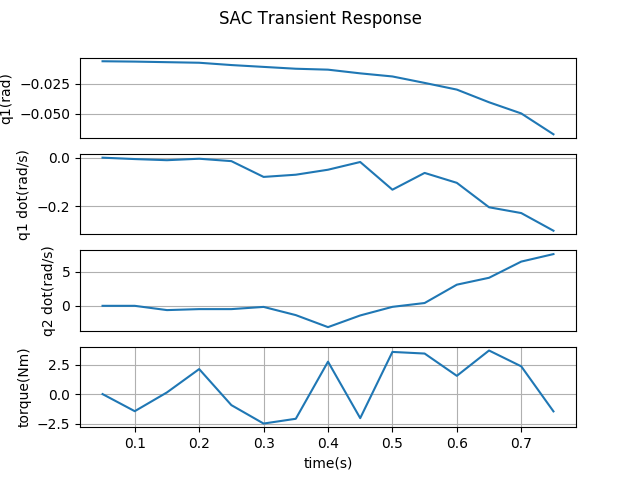 SAC Transient Response
q1(rad)
−0.025
−0.050
q1 dot(rad/s)
0.0
−0.2
q2 dot(rad/s)
5
0
torque(Nm)
2.5
0.0
−2.5
0.1 0.2 0.3 0.4 0.5 0.6 0.7
time(s)